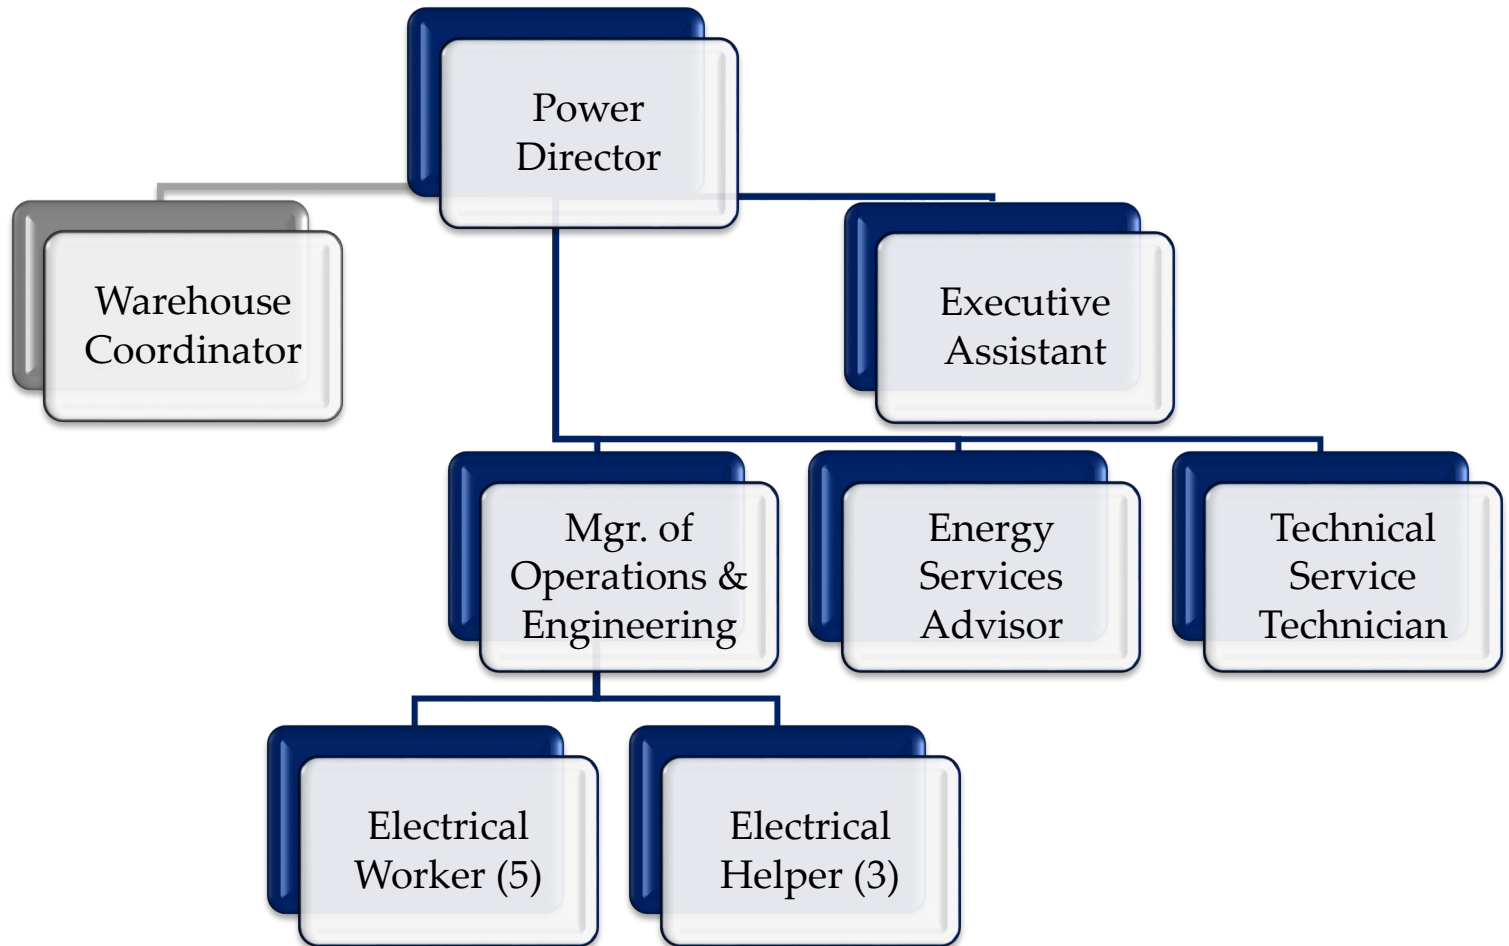 Power
Director
Warehouse
Coordinator
Executive
Assistant
Mgr. of
Operations &
Engineering
Energy
Services
Advisor
Technical
Service
Technician
Electrical
Worker (5)
Electrical
Helper (3)